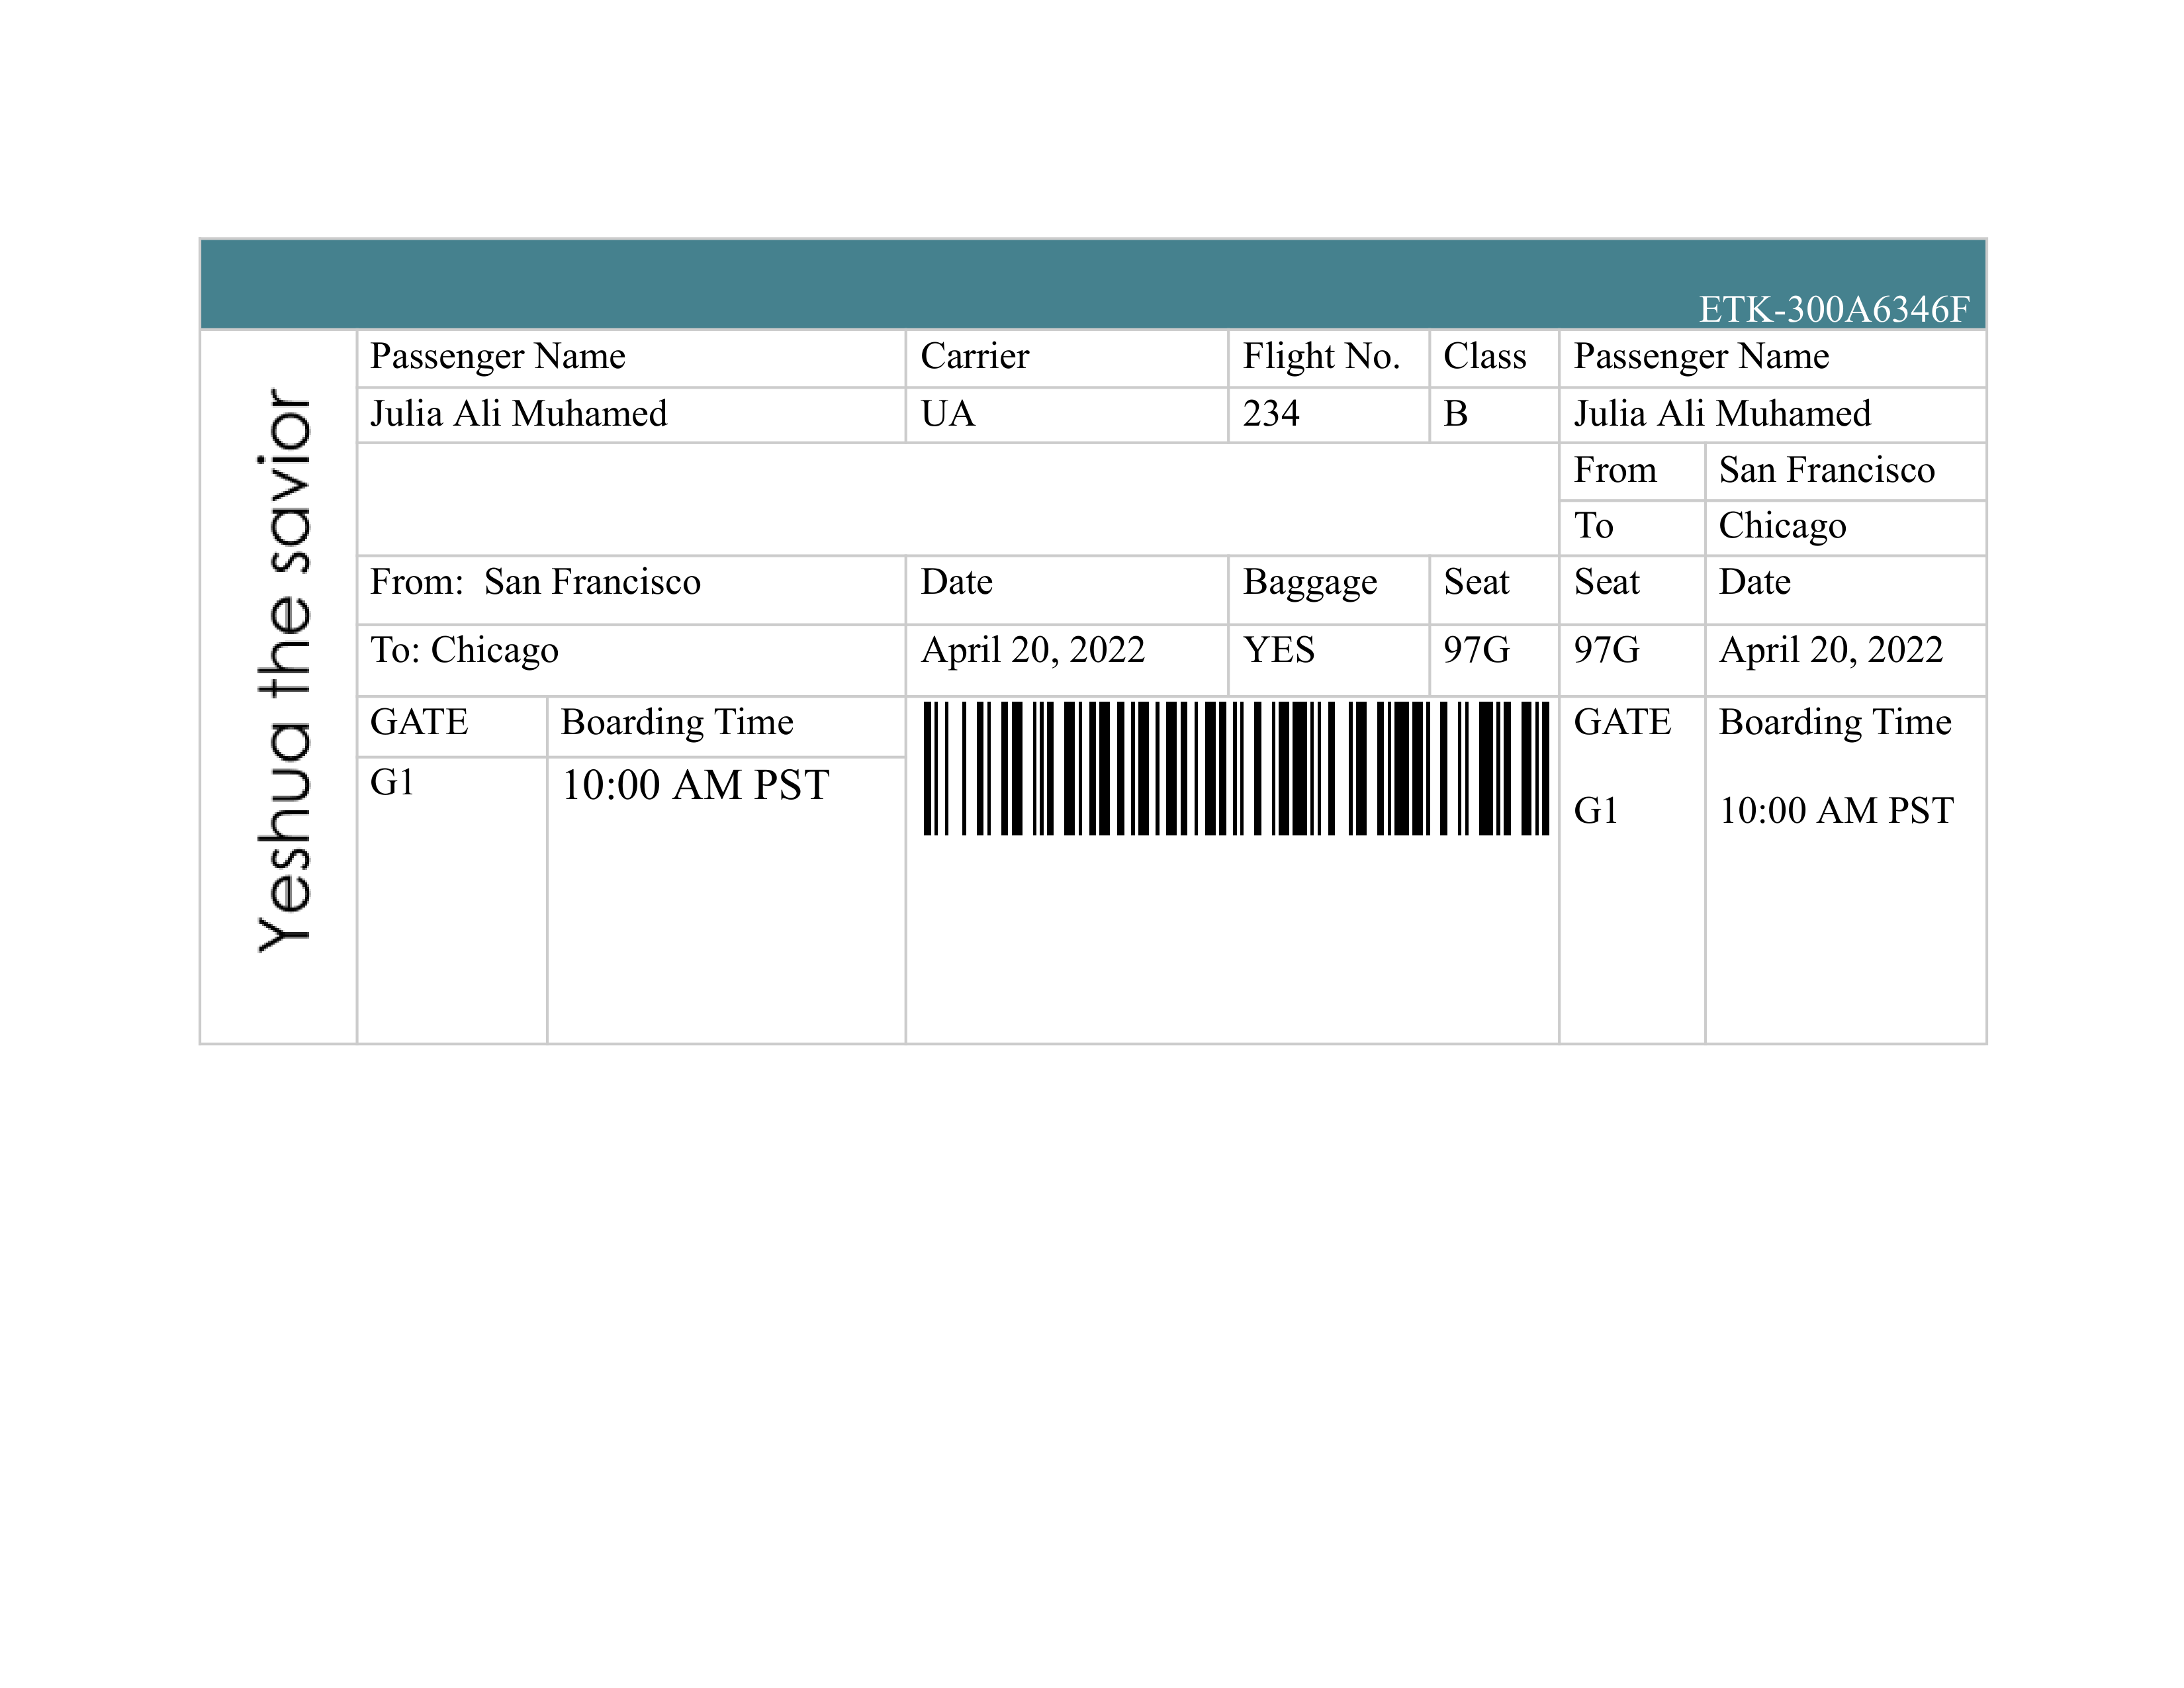 ETK-300A6346F
Yeshua the savior
Passenger Name Carrier Flight No. Class Passenger Name
Julia Ali Muhamed UA 234 B Julia Ali Muhamed
From San Francisco
To Chicago
From: San Francisco Date Baggage Seat Seat Date
To: Chicago April 20, 2022 YES 97G 97G April 20, 2022
GATE Boarding Time GATE Boarding Time
G1 10:00 AM PST G1 10:00 AM PST